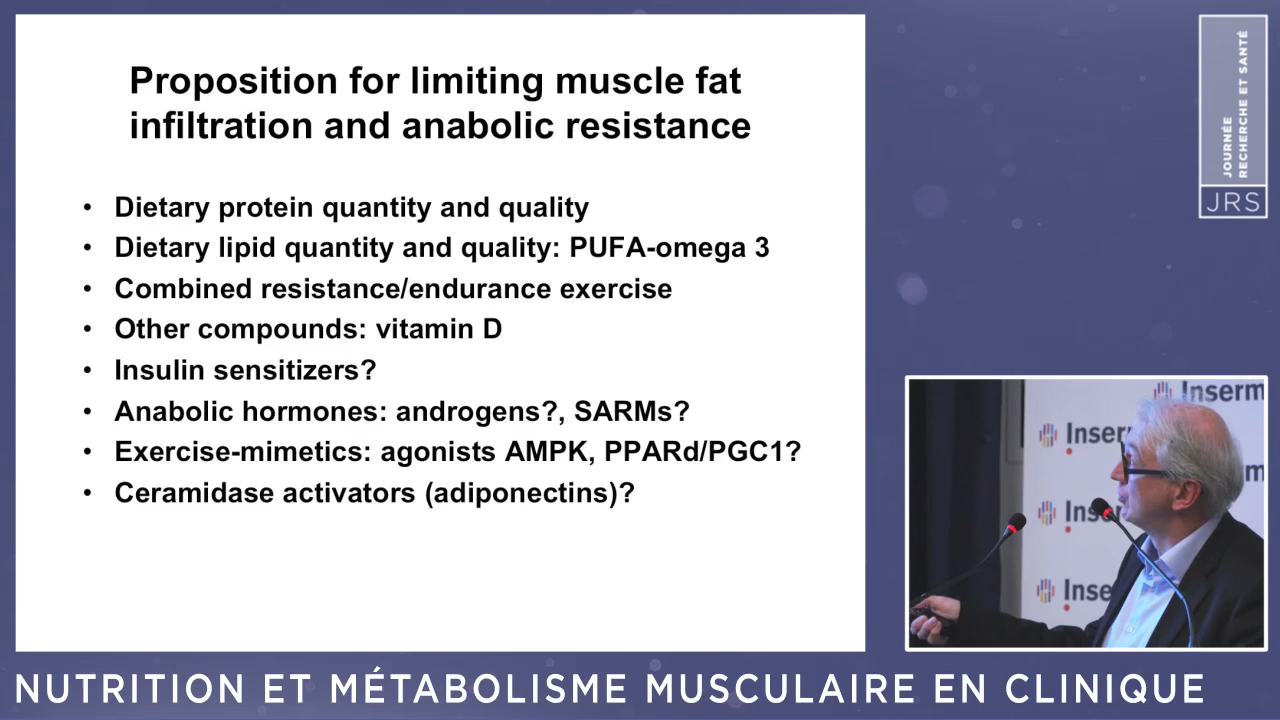 Proposition for limiting muscle fat
infiltration and anabolic resistance
• Dietary protein quantity and quality
• Dietary lipid quantity and quality: PUFA-omega 3
• Combined resistance/endurance exercise
• Other compounds: vitamin D
• Insulin sensitizers?
• Anabolic hormones: androgens?, SARMs?
• Exercise-mimetics: agonists AMPK, PPARd/PGC1?
• Ceramidase activators (adiponectins)?
JOURNÉE
RECHERCHE ET SANTÉ
JRS
Inserm
Inserm
Inse
Inse
NUTRITION ET MÉTABOLISME MUSCULAIRE EN CLINIQUE